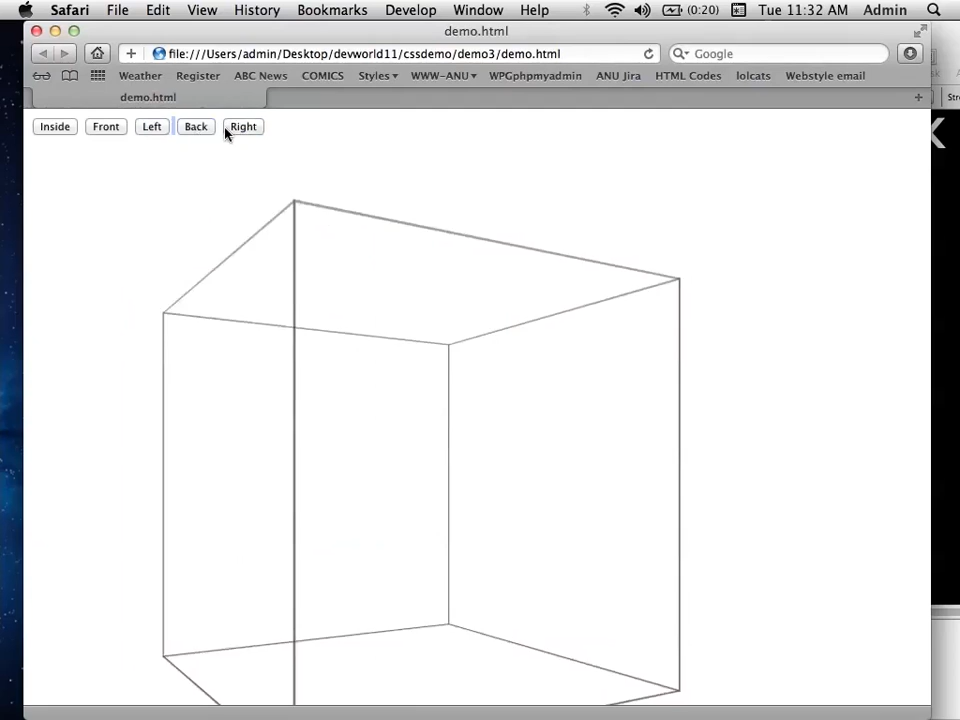 Safari File Edit View History Bookmarks Develop Window Help (0:20) Tue 11:32 AM Admin
demo.html
file:///Users/admin/Desktop/devworld11/cssdemo/demo3/demo.html Google
Weather Register ABC News COMICS Styles WWW-ANU WPGphpmyadmin ANU Jira HTML Codes lolcats Webstyle email
demo.html
Inside Front Left Back Right